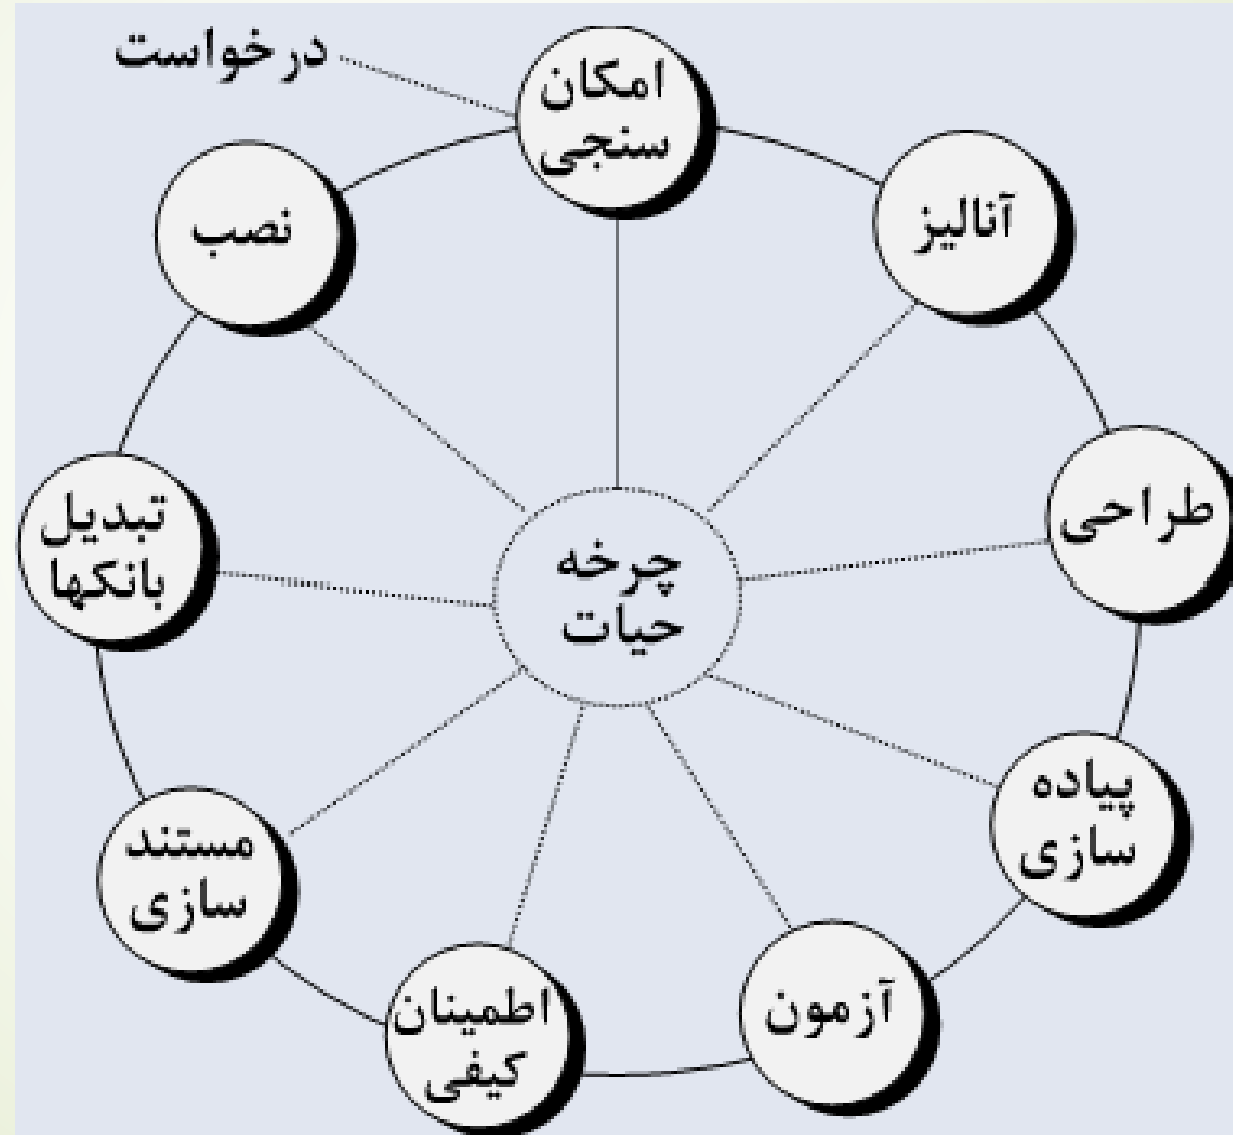 درخواست
امکان
سنجی
آنالیز
طراحی
پیاده
سازی
آزمون
اطمینان
کیفی
مستند
سازی
تبدیل
بانکها
نصب
چرخه
حیات